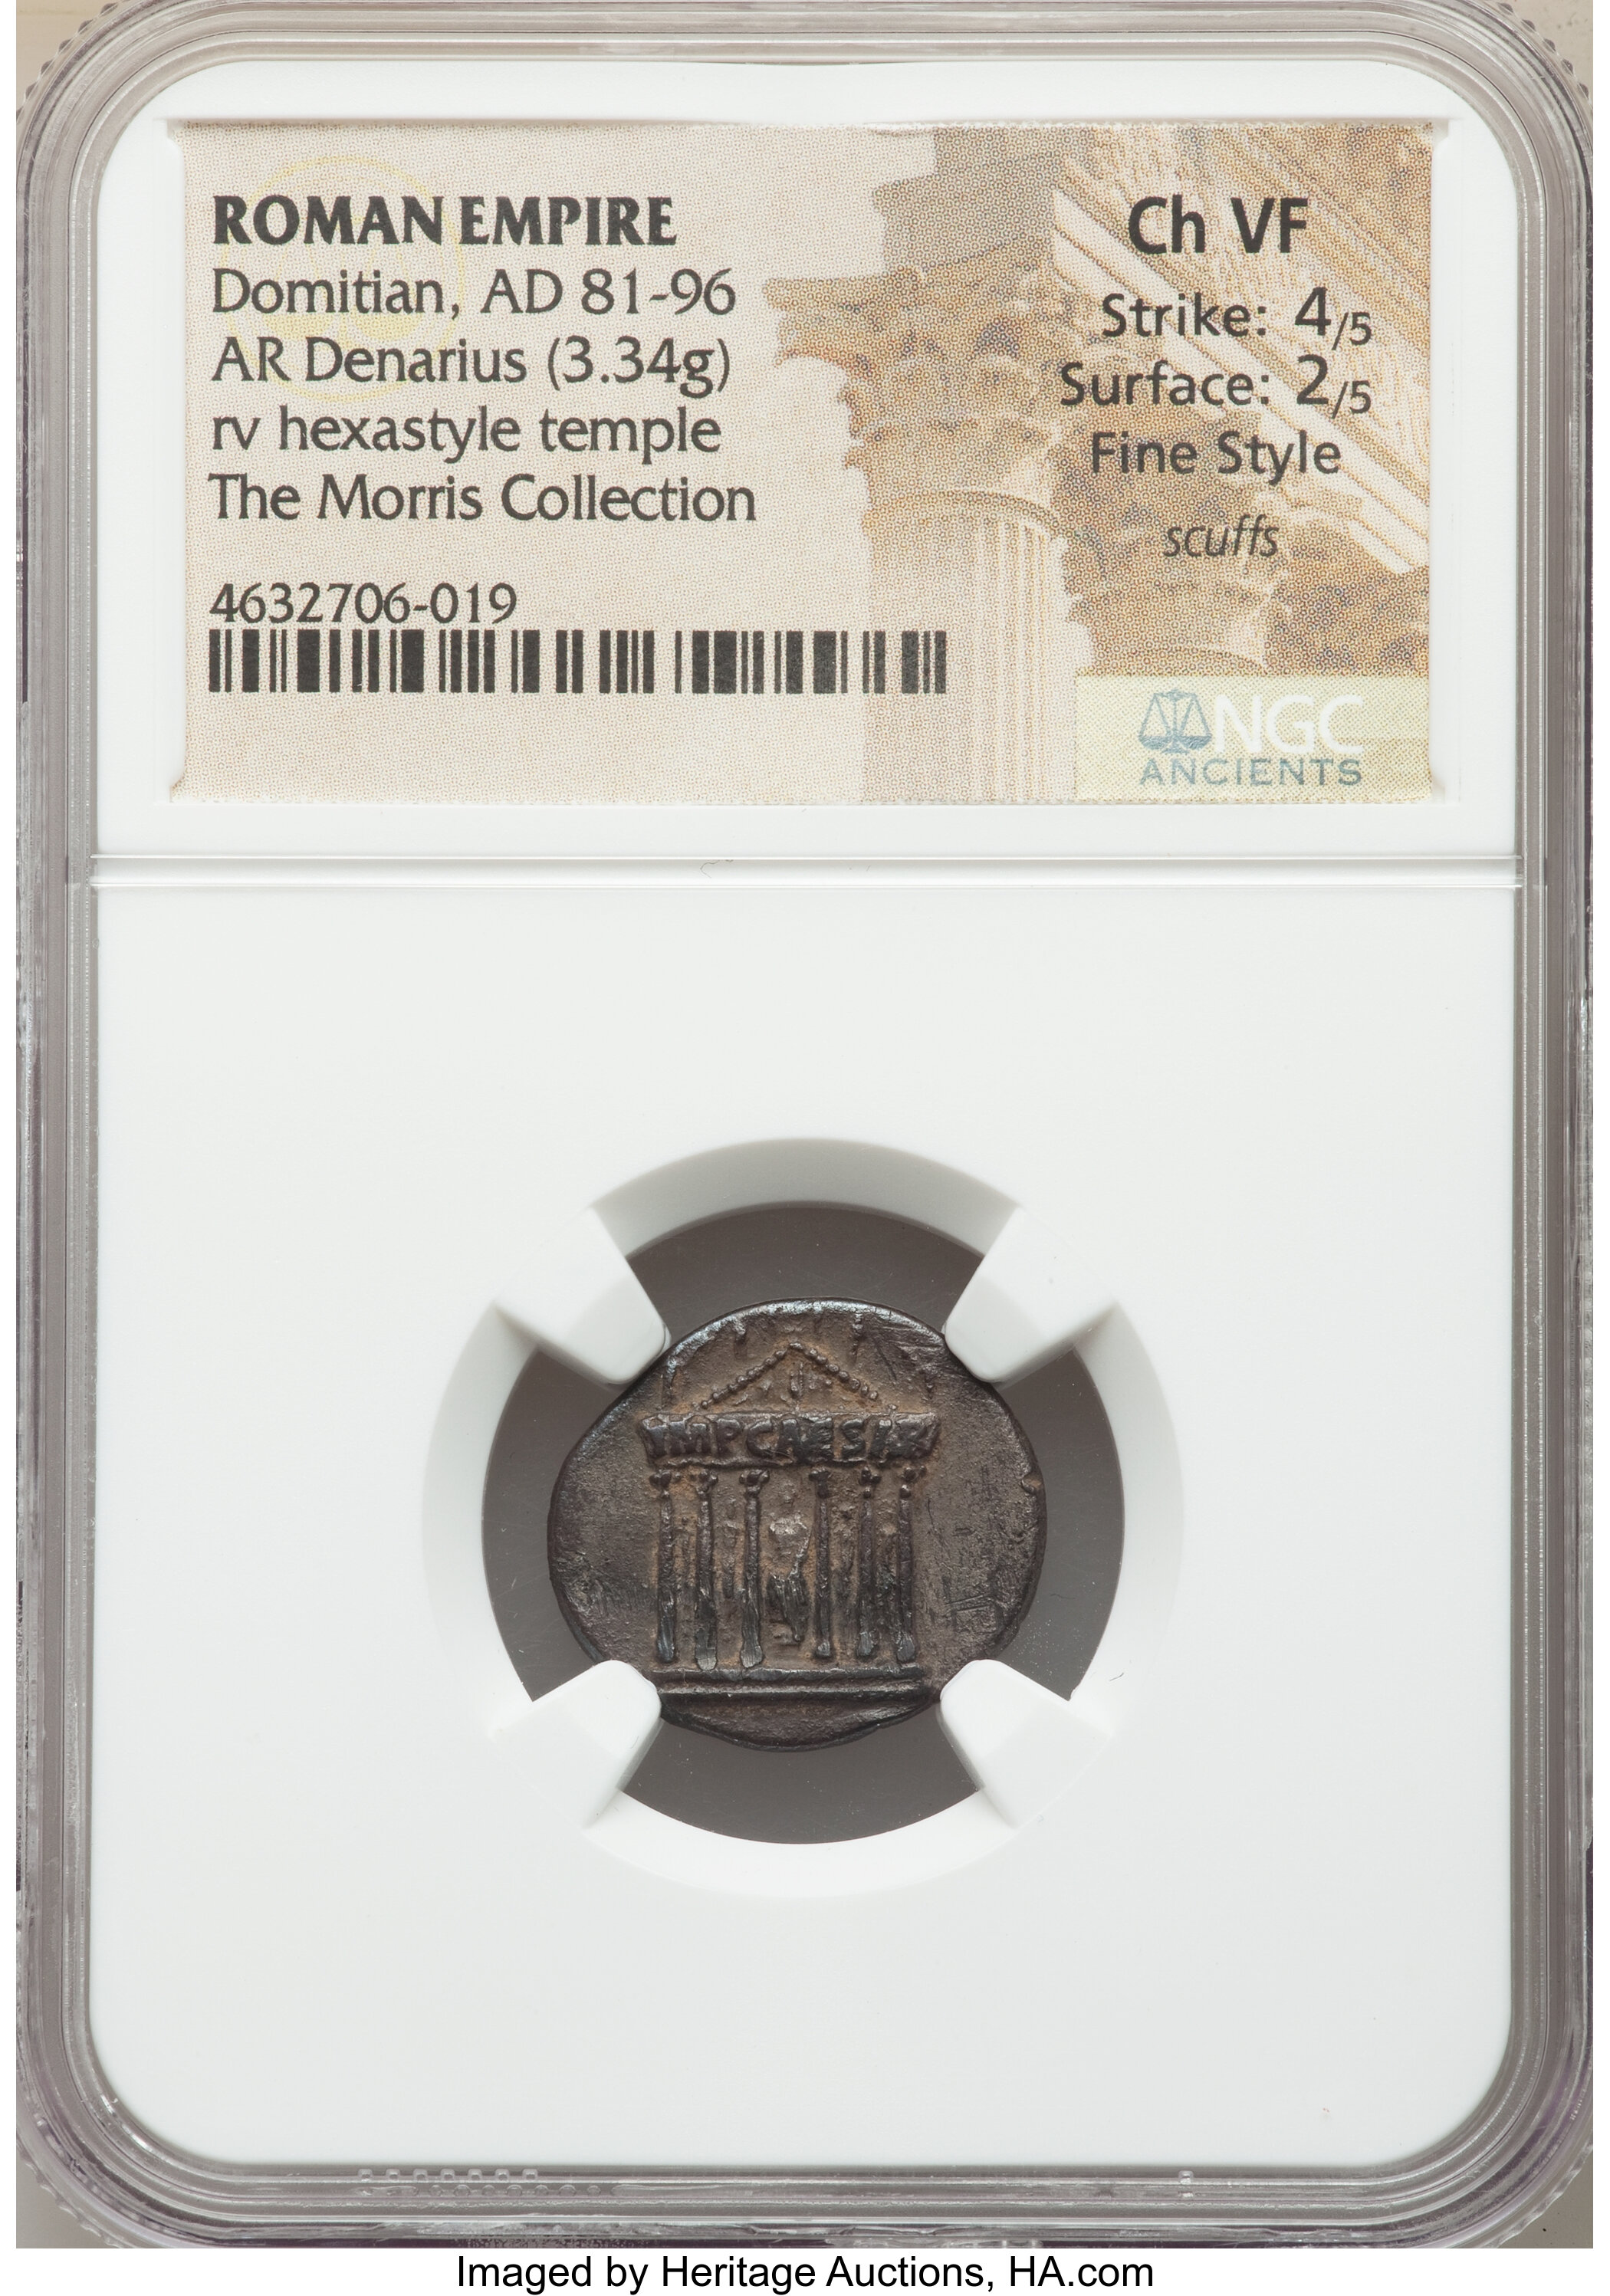 ROMAN EMPIRE
Domitian, AD 81-96
AR Denarius (3.34g)
rv hexastyle temple
The Morris Collection
4632706-019
Ch VF
Strike: 4/5
Surface: 2/5
Fine Style
scuffs
NGC
ANCIENTS
IMPCAESAR
Imaged by Heritage Auctions, HA.com